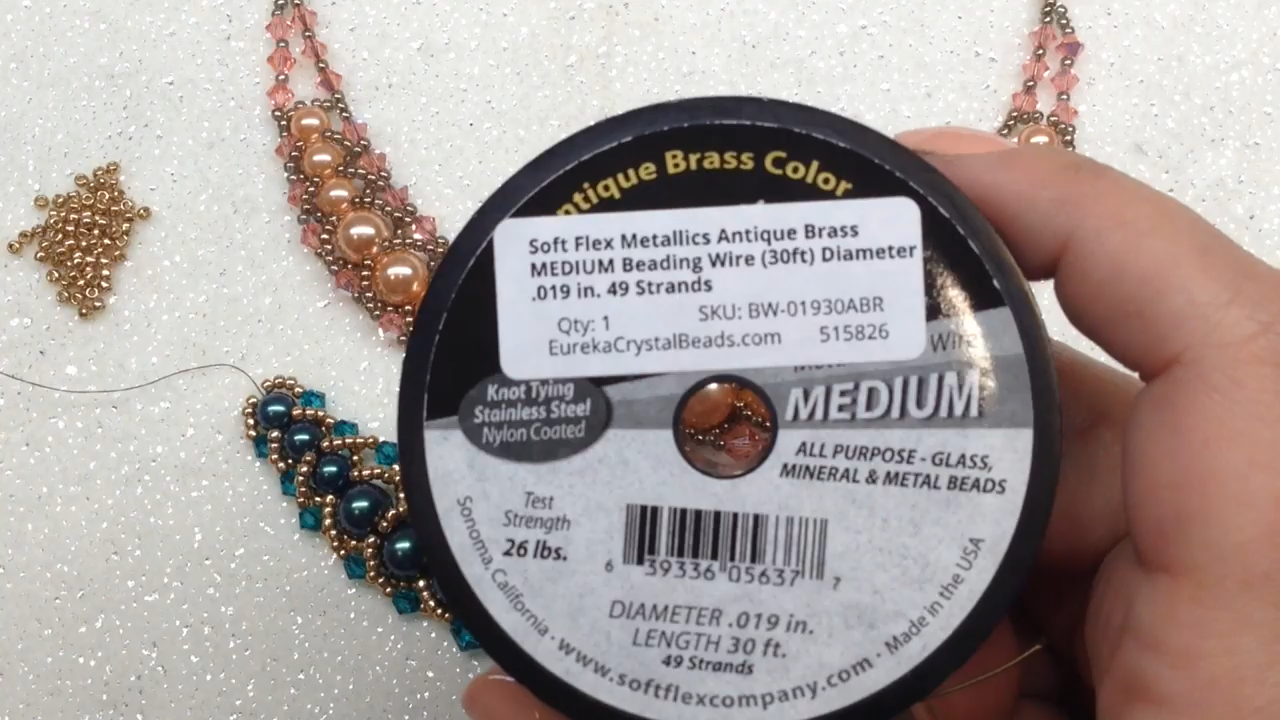 Antique Brass Color
Soft Flex Metallics Antique Brass
MEDIUM Beading Wire (30ft) Diameter
.019 in. 49 Strands
Qty: 1 SKU: BW-01930ABR
EurekaCrystalBeads.com 515826
Wire
Knot Tying
Stainless Steel
Nylon Coated
MEDIUM
ALL PURPOSE - GLASS,
MINERAL & METAL BEADS
Test
Strength
26 lbs.
6 39336 05637 7
DIAMETER .019 in.
LENGTH 30 ft.
49 Strands
Sonoma, California · www.softflexcompany.com · Made in the USA